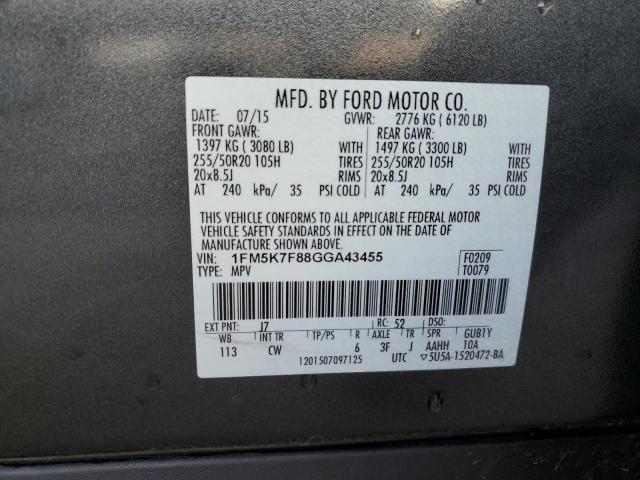 MFD. BY FORD MOTOR CO.
DATE: 07/15 GVWR: 2776 KG ( 6120 LB)
FRONT GAWR: REAR GAWR:
1397 KG ( 3080 LB) WITH 1497 KG ( 3300 LB) WITH
255/50R20 105H TIRES 255/50R20 105H TIRES
20x8.5J RIMS 20x8.5J RIMS
AT 240 kPa/ 35 PSI COLD AT 240 kPa/ 35 PSI COLD
THIS VEHICLE CONFORMS TO ALL APPLICABLE FEDERAL MOTOR
VEHICLE SAFETY STANDARDS IN EFFECT ON THE DATE OF
MANUFACTURE SHOWN ABOVE.
VIN: 1FM5K7F88GGA43455 F0209
TYPE: MPV T0079
EXT PNT: J7 RC: 52 DSO:
WB INT TR TP/PS R AXLE TR SPR GUB1Y
113 CW 6 3F J AAHH 10A
1201507097125 UTC ▽5U5A-1520472-BA